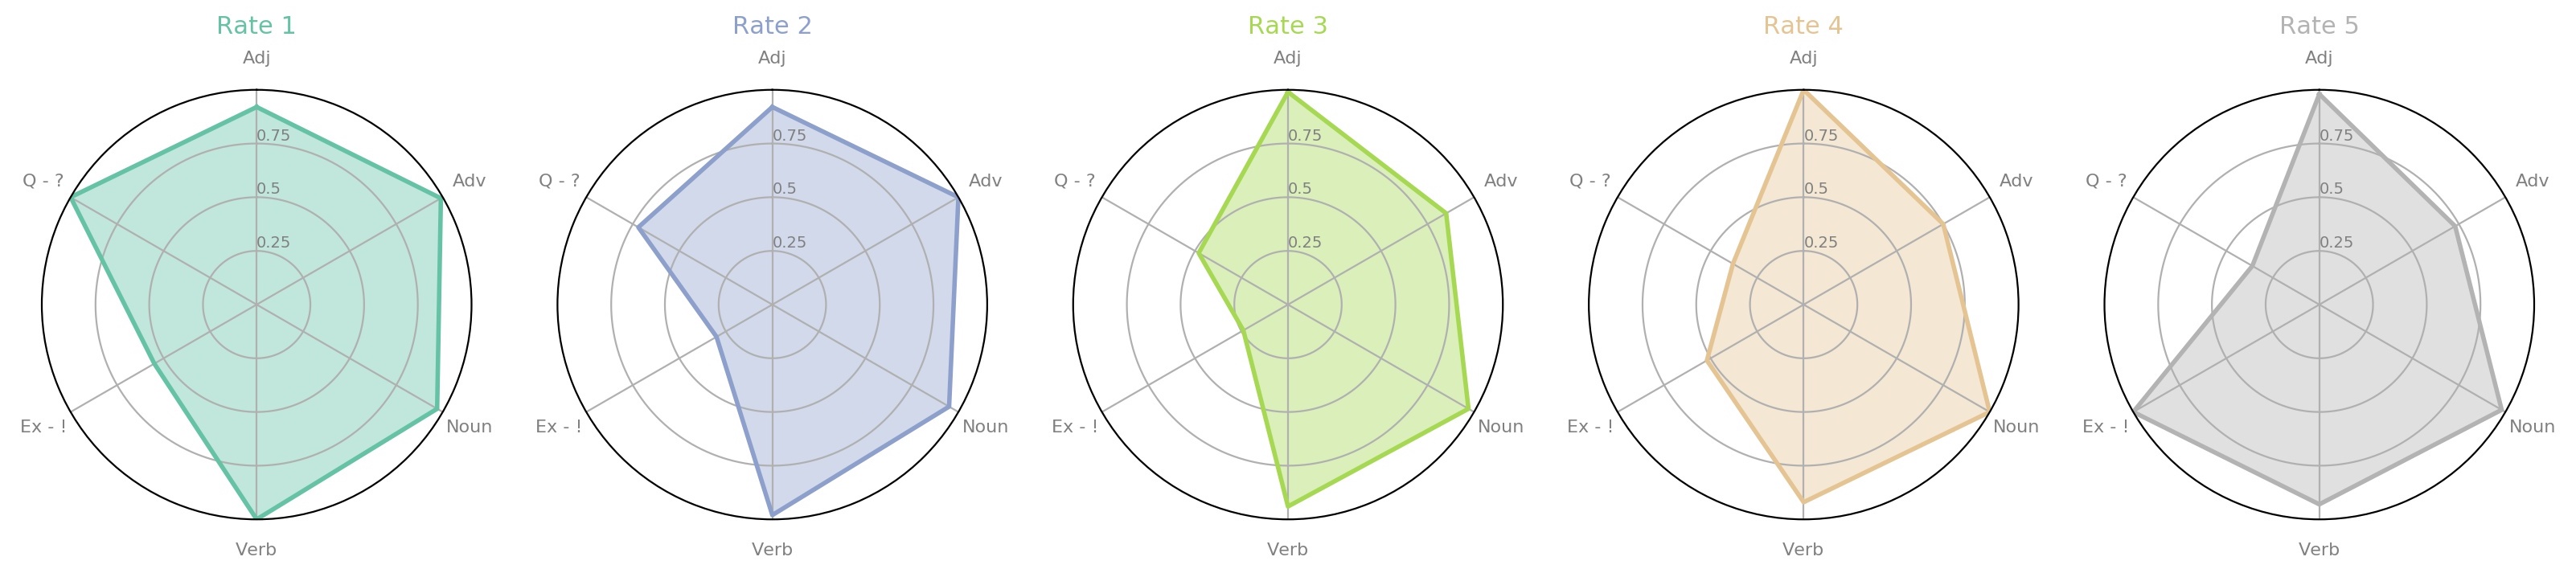 Rate 1
Adj
0.75
Q - ?
Adv
0.5
0.25
Ex - !
Noun
Verb
Rate 2
Adj
0.75
Q - ?
Adv
0.5
0.25
Ex - !
Noun
Verb
Rate 3
Adj
0.75
Q - ?
Adv
0.5
0.25
Ex - !
Noun
Verb
Rate 4
Adj
0.75
Q - ?
Adv
0.5
0.25
Ex - !
Noun
Verb
Rate 5
Adj
0.75
Q - ?
Adv
0.5
0.25
Ex - !
Noun
Verb